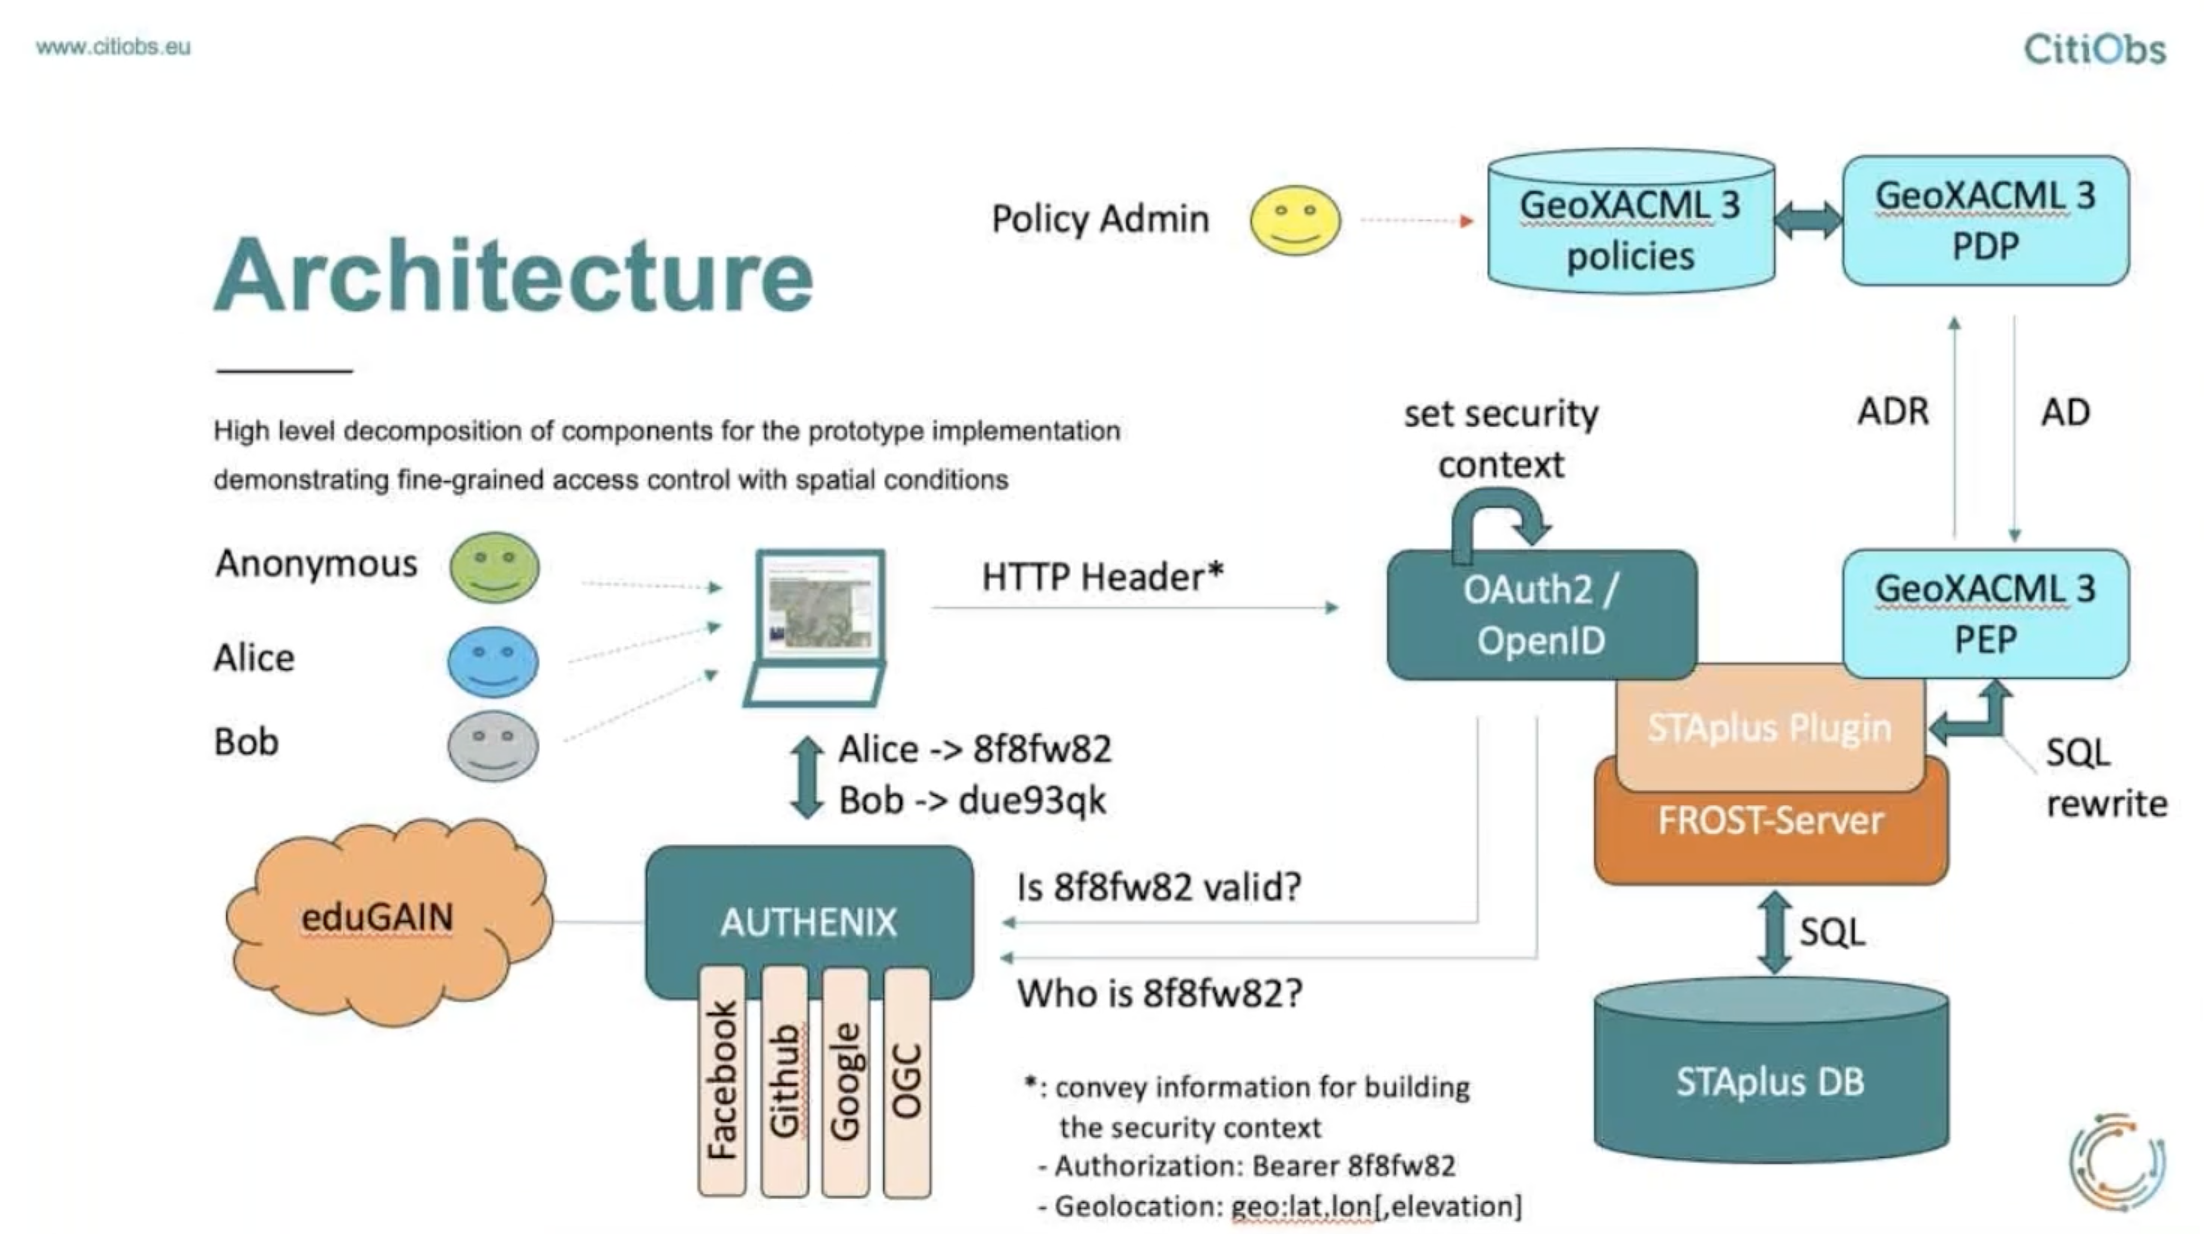 www.citiobs.eu
CitiObs
Architecture
High level decomposition of components for the prototype implementation
demonstrating fine-grained access control with spatial conditions
Policy Admin
GeoXACML 3
policies
GeoXACML 3
PDP
ADR
AD
set security
context
Anonymous
Alice
Bob
HTTP Header*
OAuth2 /
OpenID
GeoXACML 3
PEP
STAplus Plugin
FROST-Server
SQL
rewrite
Alice -> 8f8fw82
Bob -> due93qk
eduGAIN
AUTHENIX
Is 8f8fw82 valid?
Who is 8f8fw82?
SQL
STAplus DB
Facebook
Github
Google
OGC
*: convey information for building
the security context
- Authorization: Bearer 8f8fw82
- Geolocation: geo:lat,lon[,elevation]